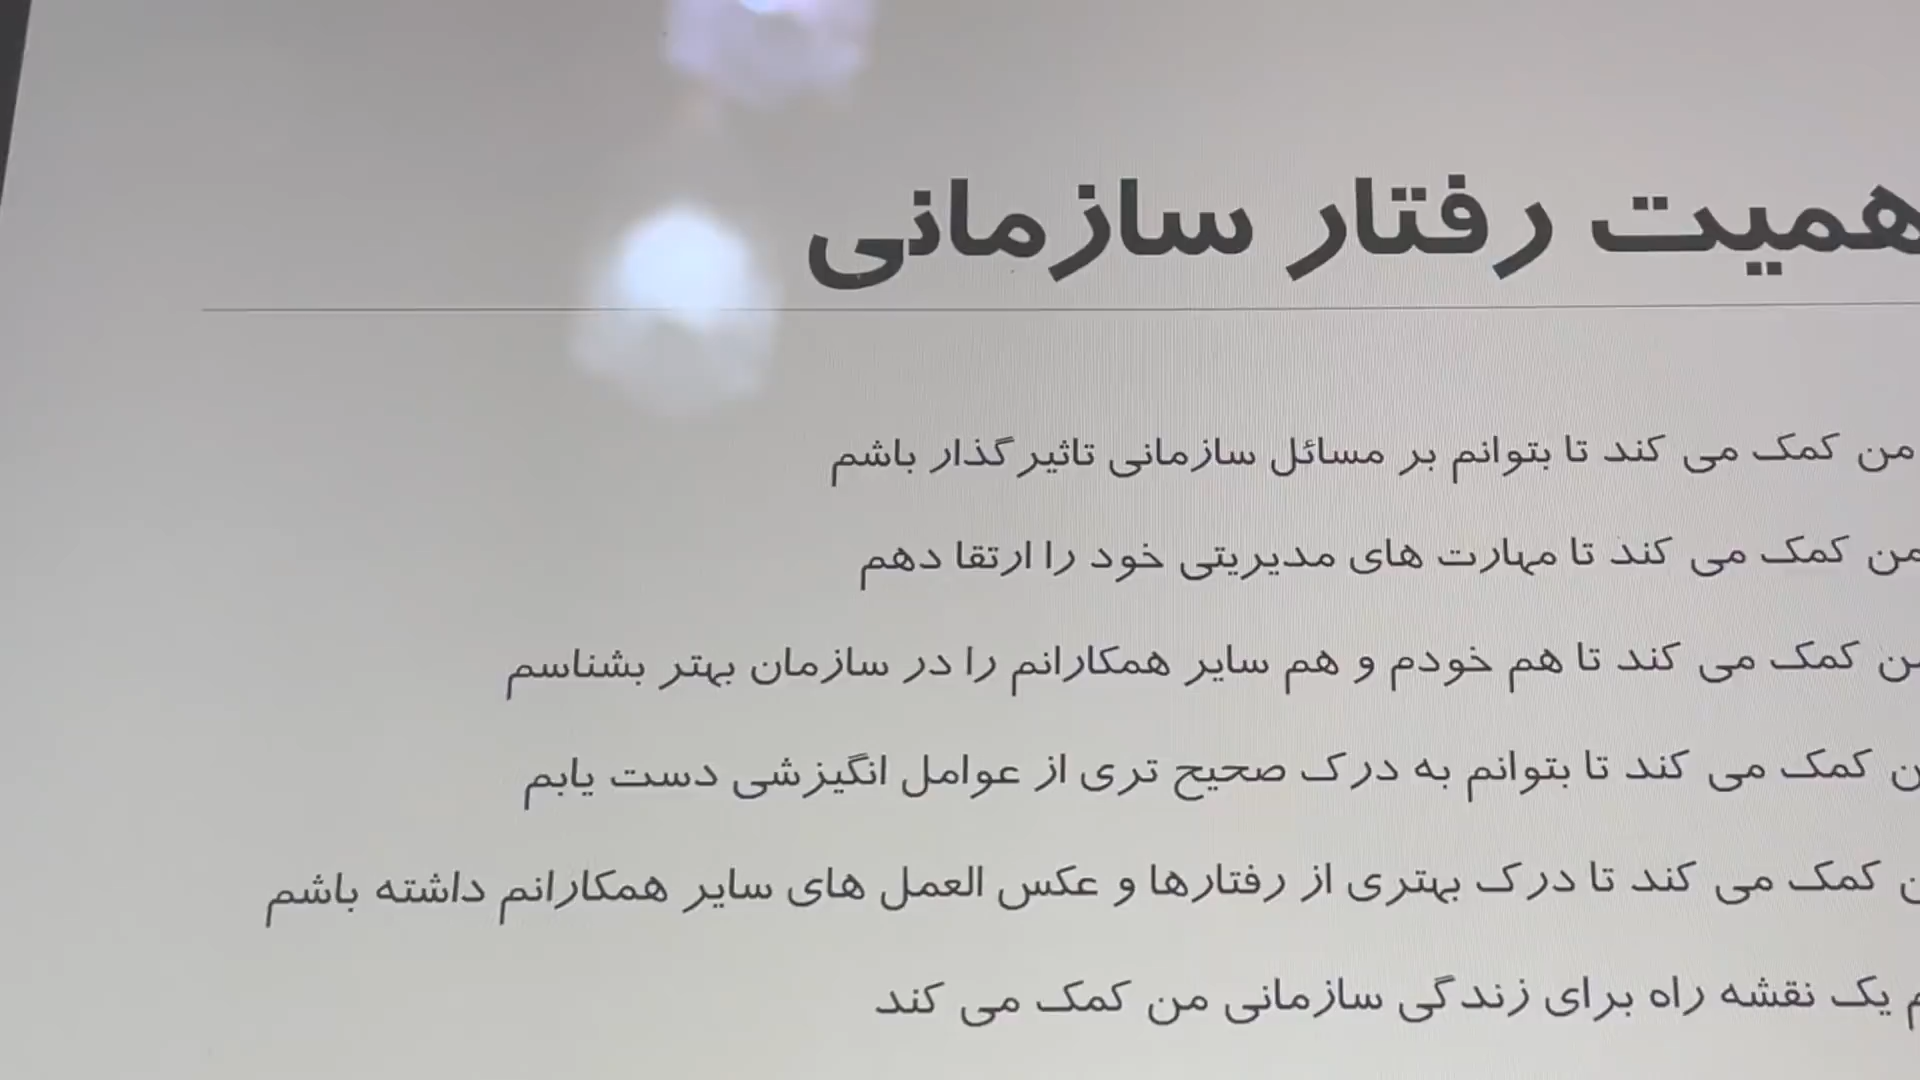 همیت رفتار سازمانی
من کمک می کند تا بتوانم بر مسائل سازمانی تاثیرگذار باشم
من کمک می کند تا مهارت های مدیریتی خود را ارتقا دهم
کمک می کند تا هم خودم و هم سایر همکارانم را در سازمان بهتر بشناسم
کمک می کند تا بتوانم به درک صحیح تری از عوامل انگیزشی دست یابم
کمک می کند تا درک بهتری از رفتارها و عکس العمل های سایر همکارانم داشته باشم
یک نقشه راه برای زندگی سازمانی من کمک می کند